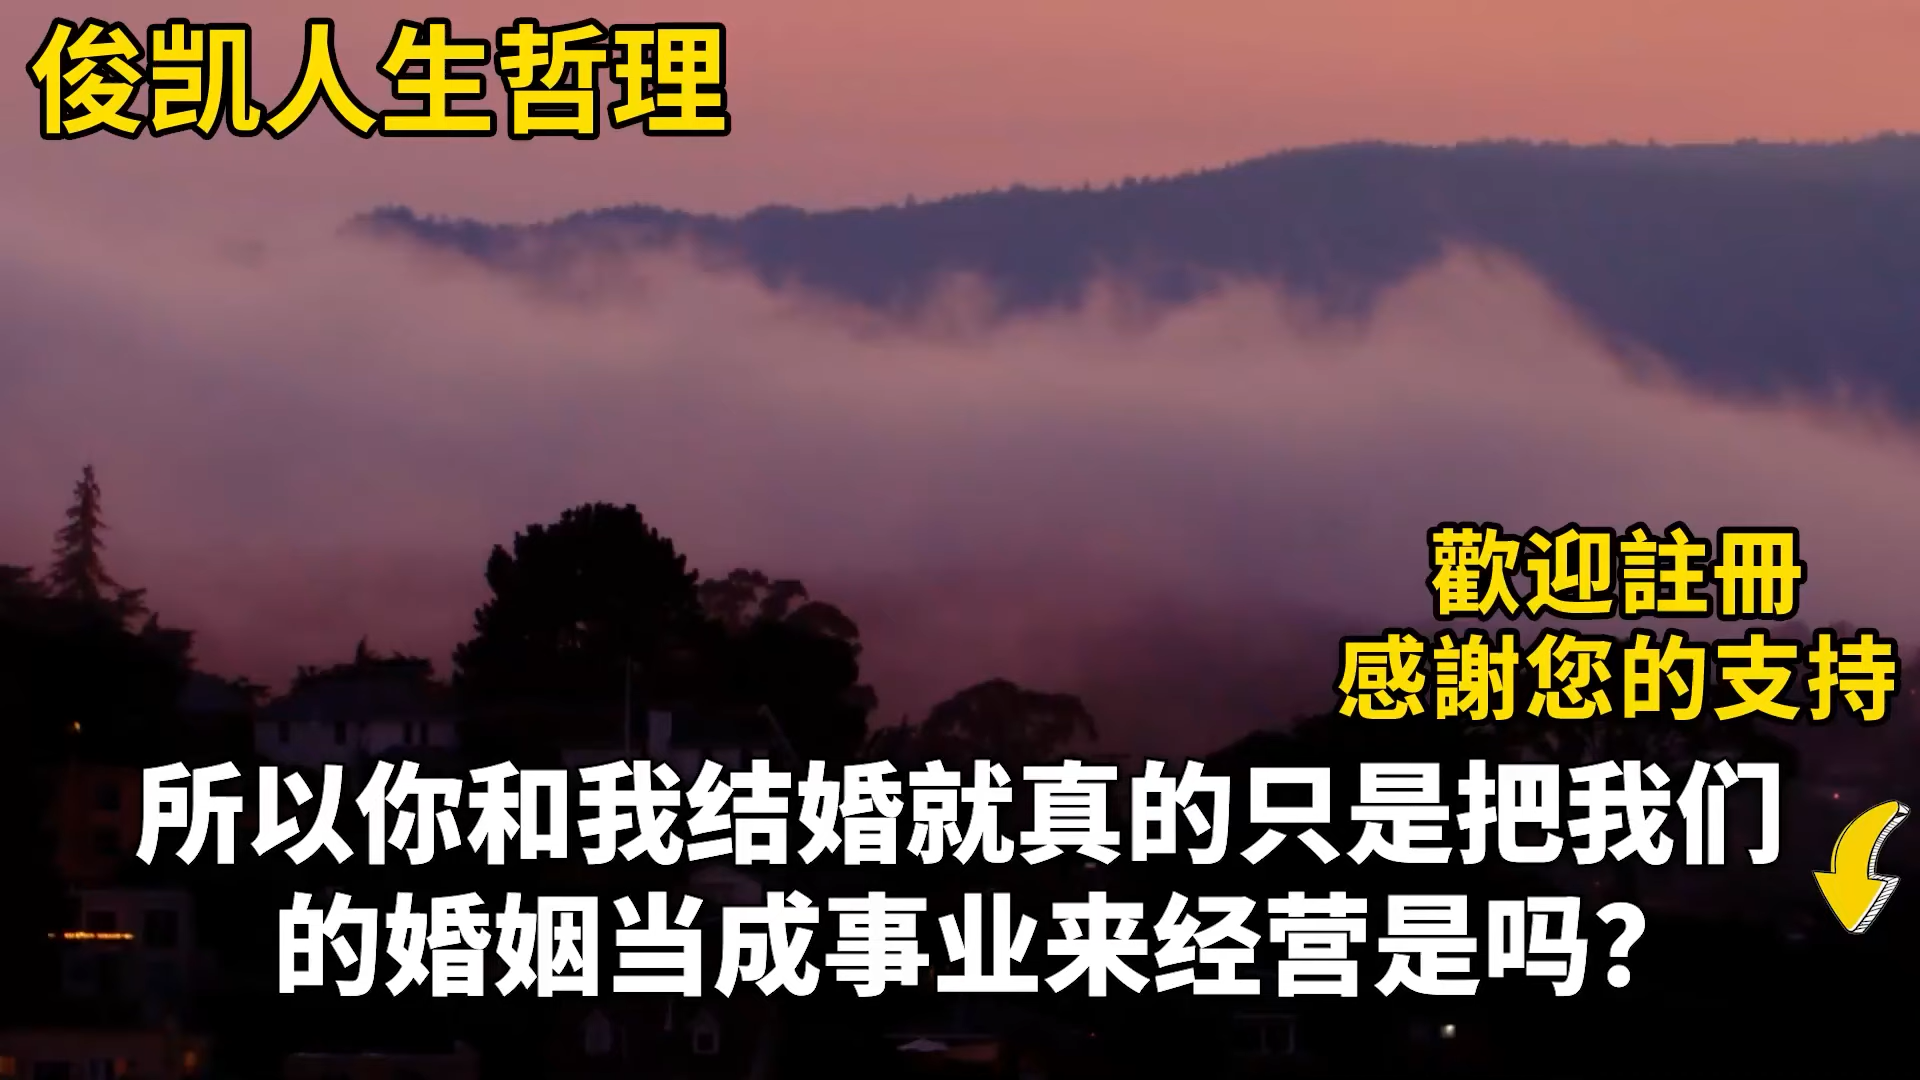 俊凯人生哲理
歡迎註冊
感謝您的支持
所以你和我结婚就真的只是把我们
的婚姻当成事业来经营是吗？